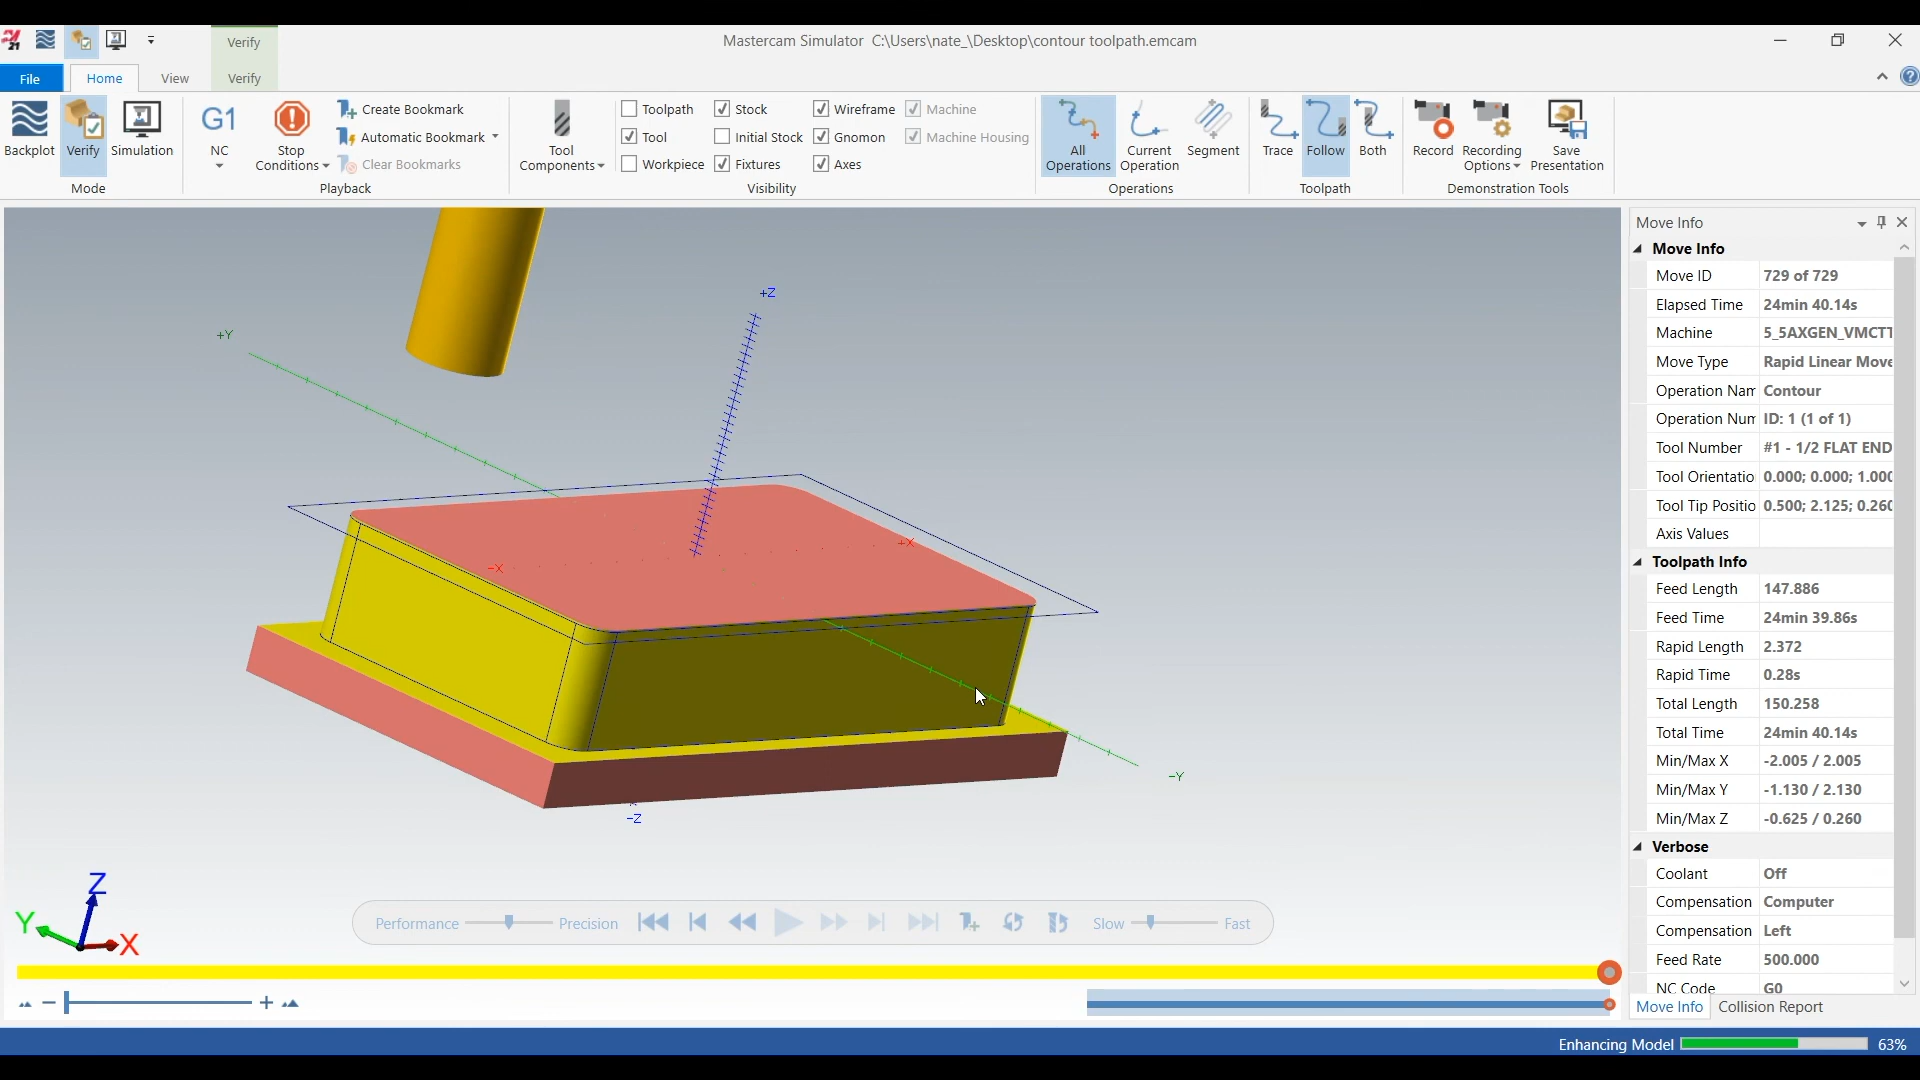 Verify
Mastercam Simulator C:\Users\nate_\Desktop\contour toolpath.emcam
File
Home
View
Verify
Backplot
Verify
Simulation
Mode
G1
NC
Stop
Conditions
Create Bookmark
Automatic Bookmark
Clear Bookmarks
Playback
Tool
Components
Toolpath
Tool
Workpiece
Stock
Initial Stock
Fixtures
Wireframe
Gnomon
Axes
Machine
Machine Housing
Visibility
All
Operations
Current
Operation
Segment
Operations
Trace
Follow
Both
Toolpath
Record
Recording
Options
Save
Presentation
Demonstration Tools
+Z
+Y
+X
-X
-Y
-Z
Z
Y
X
Performance
Precision
Slow
Fast
Move Info
Move Info
Move ID 729 of 729
Elapsed Time 24min 40.14s
Machine 5_5AXGEN_VMCTT
Move Type Rapid Linear Move
Operation Nam Contour
Operation Num ID: 1 (1 of 1)
Tool Number #1 - 1/2 FLAT END
Tool Orientatio 0.000; 0.000; 1.000
Tool Tip Positio 0.500; 2.125; 0.260
Axis Values
Toolpath Info
Feed Length 147.886
Feed Time 24min 39.86s
Rapid Length 2.372
Rapid Time 0.28s
Total Length 150.258
Total Time 24min 40.14s
Min/Max X -2.005 / 2.005
Min/Max Y -1.130 / 2.130
Min/Max Z -0.625 / 0.260
Verbose
Coolant Off
Compensation Computer
Compensation Left
Feed Rate 500.000
NC Code G0
Move Info
Collision Report
Enhancing Model 63%